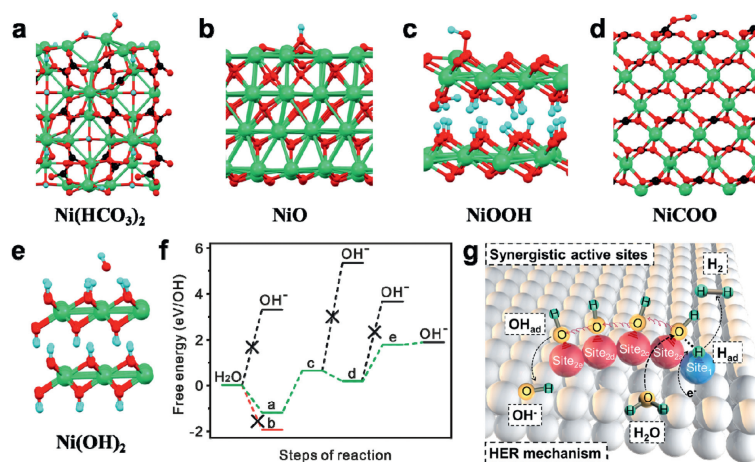 a
b
c
d
Ni(HCO₃)₂
NiO
NiOOH
NiCOO
e
f
g
Ni(OH)₂
Free energy (eV/OH)
6
4
2
0
-2
Steps of reaction
H₂O
OH⁻
OH⁻
OH⁻
OH⁻
a
b
c
d
e
Synergistic active sites
H₂
H
H
H
H
H
H
O
O
O
O
OHad
Had
H
Site₂ₑ
Site₂d
Site₂c
Site₂
Site₁
e⁻
O
H
OH⁻
O
H
H
H₂O
HER mechanism